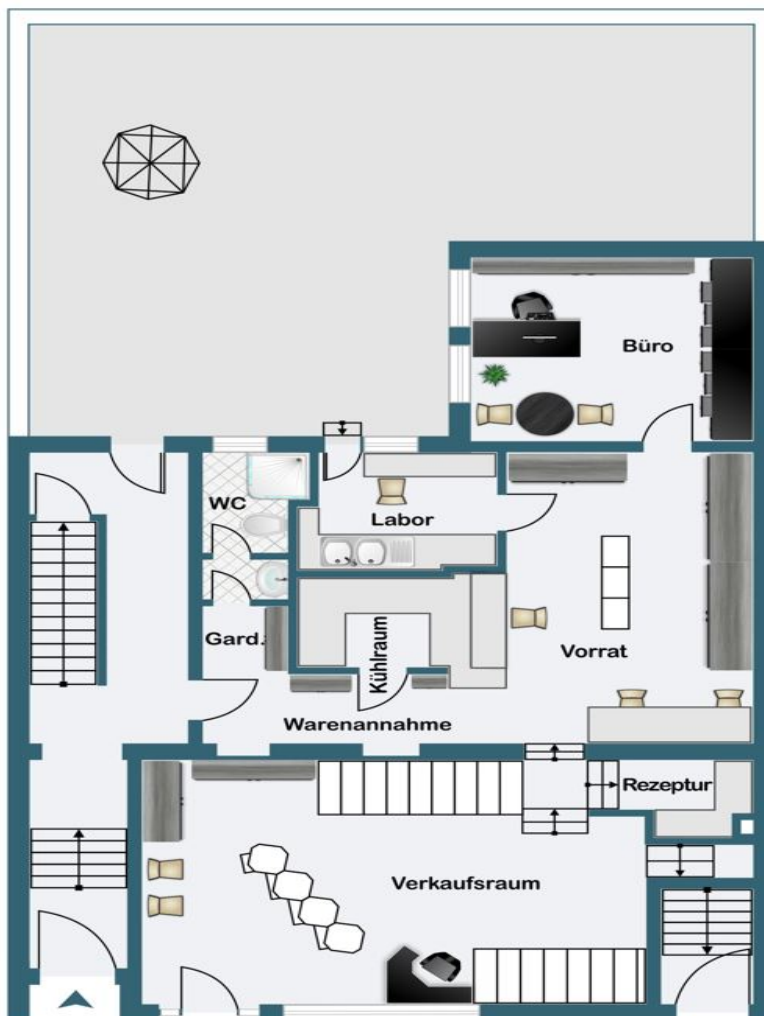 Büro
WC
Labor
Gard.
Kühlraum
Vorrat
Warenannahme
Rezeptur
Verkaufsraum